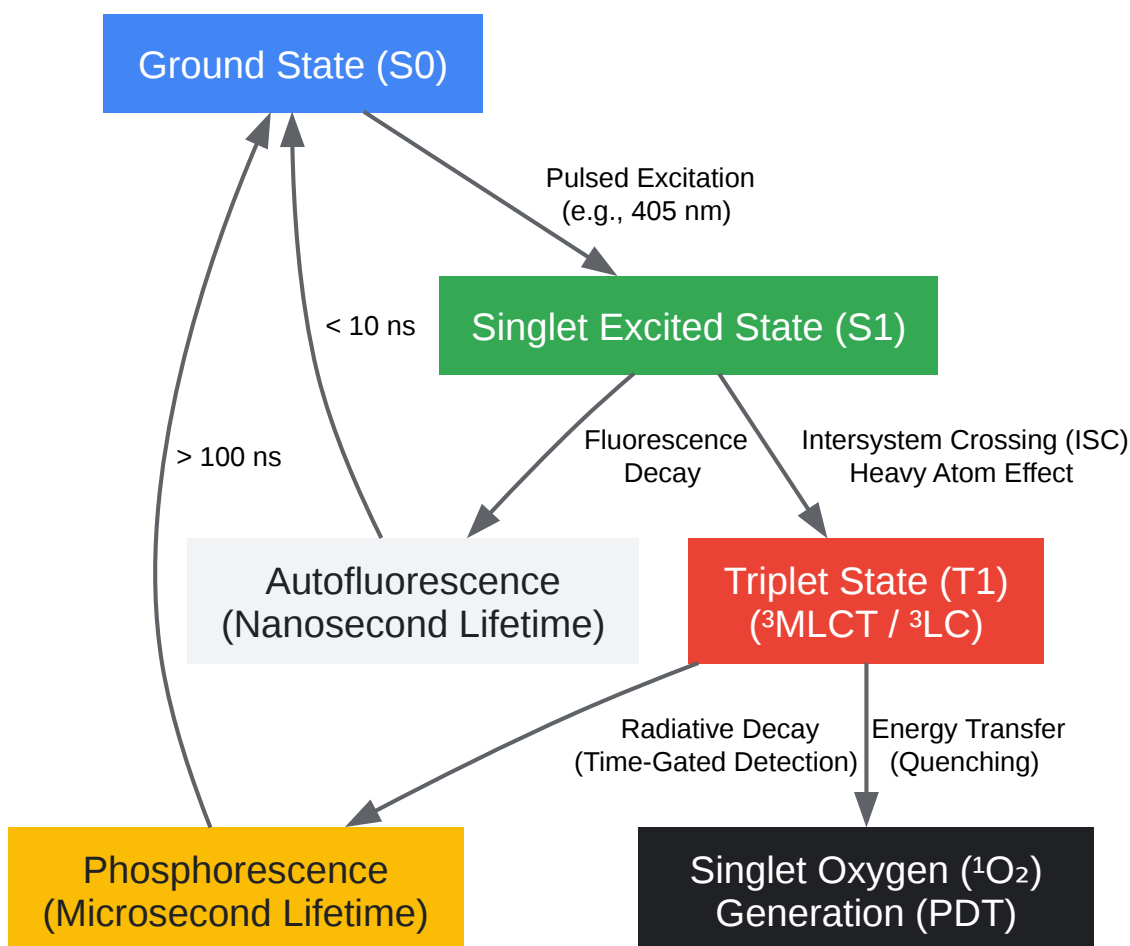 Ground State (S0)
Pulsed Excitation
(e.g., 405 nm)
Singlet Excited State (S1)
< 10 ns
Fluorescence
Decay
Intersystem Crossing (ISC)
Heavy Atom Effect
> 100 ns
Autofluorescence
(Nanosecond Lifetime)
Triplet State (T1)
(³MLCT / ³LC)
Radiative Decay
(Time-Gated Detection)
Energy Transfer
(Quenching)
Phosphorescence
(Microsecond Lifetime)
Singlet Oxygen (¹O₂)
Generation (PDT)